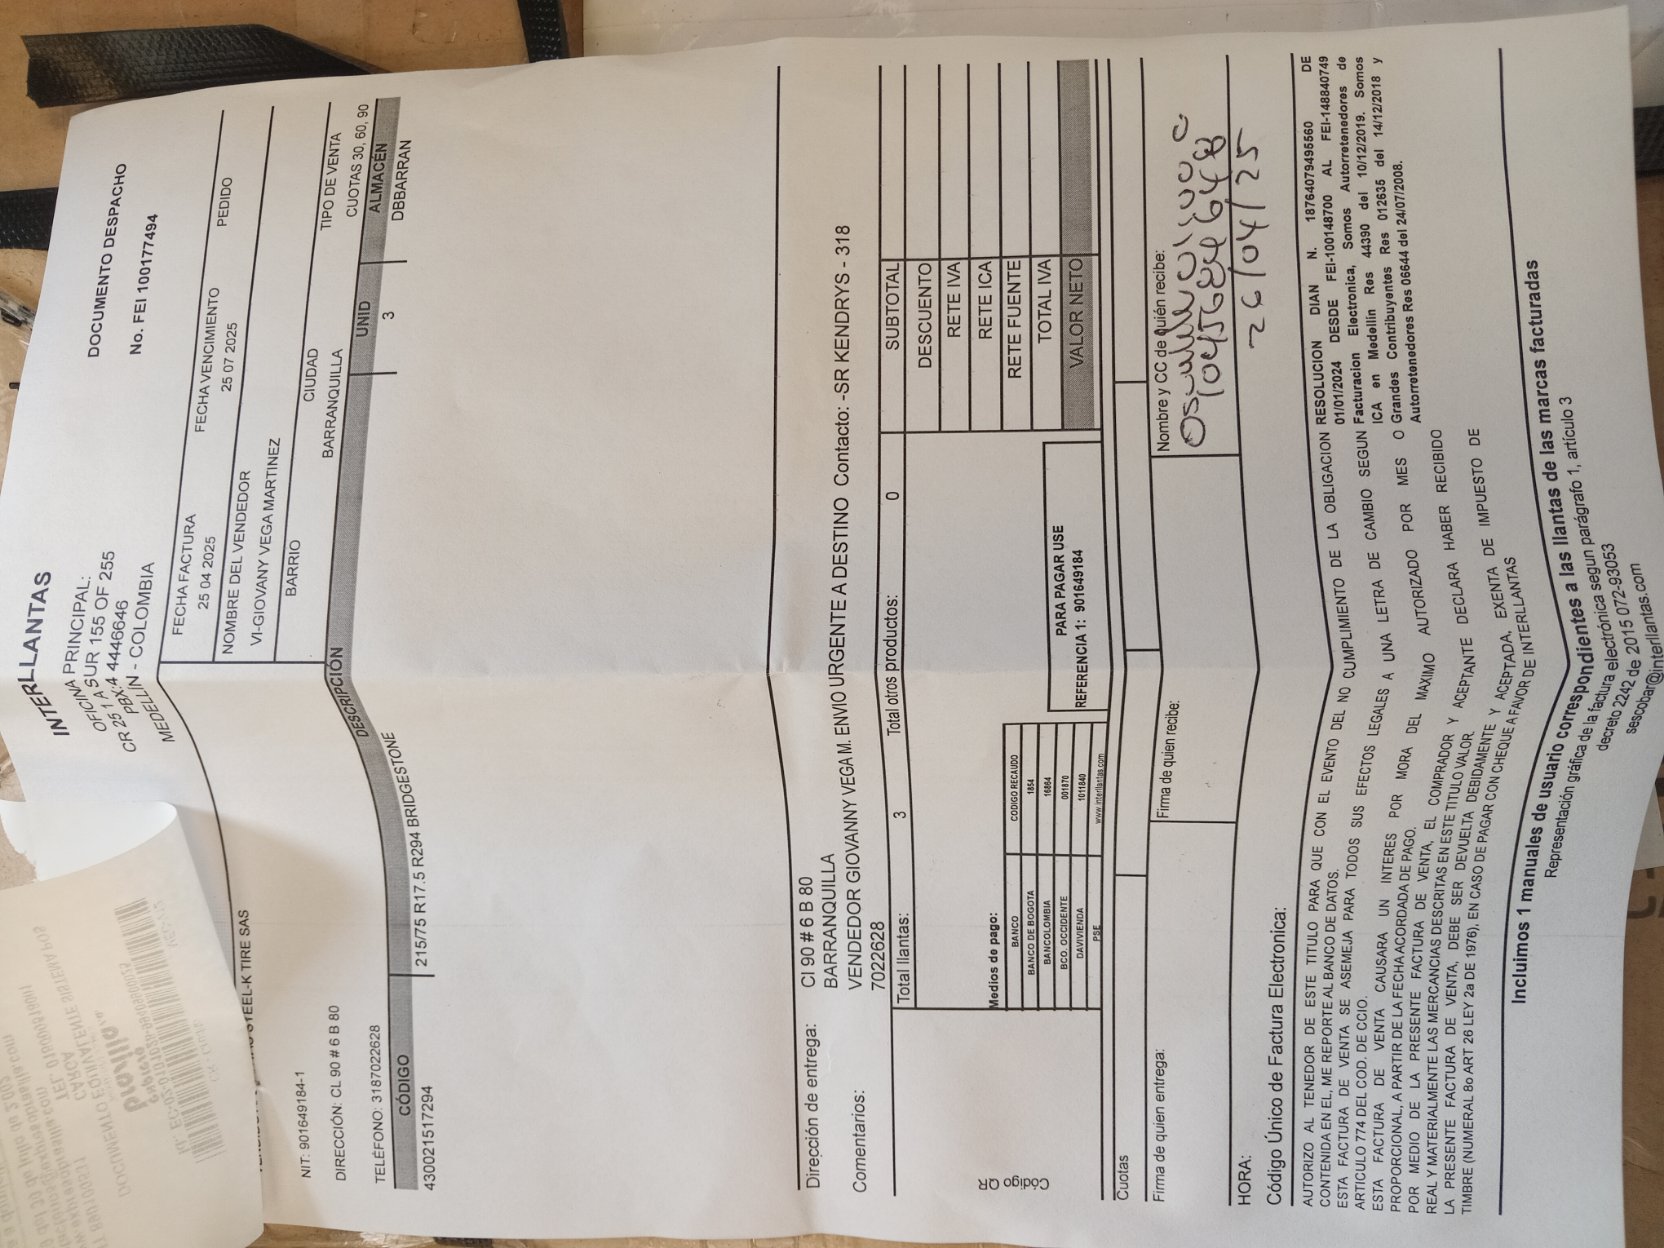 INTERLLANTAS
OFICINA PRINCIPAL:
CR 25 1 A SUR 155 OF 255
PBX:4 4446646
MEDELLÍN - COLOMBIA
DOCUMENTO DESPACHO
No. FEI 100177494
FECHA FACTURA FECHA VENCIMIENTO PEDIDO
25 04 2025 25 07 2025
NOMBRE DEL VENDEDOR
VI-GIOVANY VEGA MARTINEZ
BARRIO CIUDAD TIPO DE VENTA
BARRANQUILLA CUOTAS 30, 60, 90
STEEL-K TIRE SAS
NIT: 901649184-1
DIRECCIÓN: CL 90 # 6 B 80
TELÉFONO: 3187022628
CÓDIGO DESCRIPCIÓN UNID ALMACÉN
430021517294 215/75 R17.5 R294 BRIDGESTONE 3 DBBARRAN
Dirección de entrega: Cl 90 # 6 B 80
BARRANQUILLA
Comentarios: VENDEDOR GIOVANNY VEGA M. ENVIO URGENTE A DESTINO Contacto: -SR KENDRYS - 318
7022628
Total llantas: 3 Total otros productos: 0
SUBTOTAL
DESCUENTO
RETE IVA
RETE ICA
RETE FUENTE
TOTAL IVA
VALOR NETO
Código QR
Medios de pago:
BANCO CODIGO RECAUDO
BANCO DE BOGOTA 1854
BANCOLOMBIA 16864
BCO. OCCIDENTE 001870
DAVIVIENDA 1011840
PSE www.interllantas.com
PARA PAGAR USE
REFERENCIA 1: 901649184
Cuotas
Firma de quien entrega: Firma de quien recibe: Nombre y CC de quién recibe:
26/04/25
HORA:
Código Único de Factura Electronica:
AUTORIZO AL TENEDOR DE ESTE TITULO PARA QUE CON EL EVENTO DEL NO CUMPLIMIENTO DE LA OBLIGACION
CONTENIDA EN EL, ME REPORTE AL BANCO DE DATOS.
ESTA FACTURA DE VENTA SE ASEMEJA PARA TODOS SUS EFECTOS LEGALES A UNA LETRA DE CAMBIO SEGUN
ARTICULO 774 DEL COD. DE CCIO.
ESTA FACTURA DE VENTA CAUSARA UN INTERES POR MORA DEL MAXIMO AUTORIZADO POR MES O
PROPORCIONAL, A PARTIR DE LA FECHA ACORDADA DE PAGO.
POR MEDIO DE LA PRESENTE FACTURA DE VENTA, EL COMPRADOR Y ACEPTANTE DECLARA HABER RECIBIDO
REAL Y MATERIALMENTE LAS MERCANCIAS DESCRITAS EN ESTE TITULO VALOR.
LA PRESENTE FACTURA DE VENTA, DEBE SER DEVUELTA DEBIDAMENTE Y ACEPTADA, EXENTA DE IMPUESTO DE
TIMBRE (NUMERAL 8o ART 26 LEY 2a DE 1976), EN CASO DE PAGAR CON CHEQUE A FAVOR DE INTERLLANTAS
RESOLUCION DIAN N. 18764079495560 DE
01/01/2024 DESDE FEI-100148700 AL FEI-148840749
Facturacion Electronica, Somos Autorretenedores de
ICA en Medellín Res 44390 del 10/12/2019. Somos
Grandes Contribuyentes Res 012635 del 14/12/2018 y
Autorretenedores Res 06644 del 24/07/2008.
Incluimos 1 manuales de usuario correspondientes a las llantas de las marcas facturadas
Representación gráfica de la factura electrónica segun parágrafo 1, artículo 3
decreto 2242 de 2015 072-93053
sescobar@interllantas.com